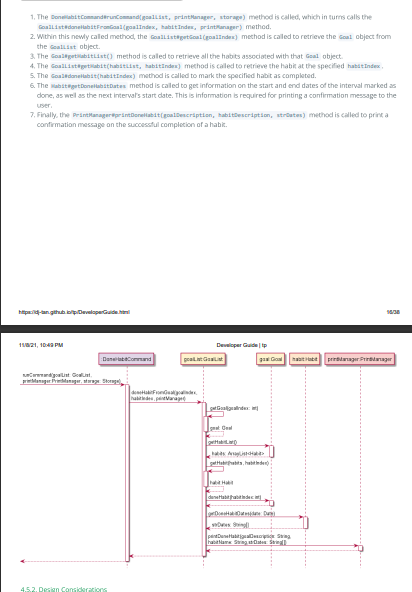 1. The DoneHabitCommand#runCommand(goalList, printManager, storage) method is called, which in turns calls the
GoalList#doneHabitFromGoal(goalIndex, habitIndex, printManager) method.
2. Within this newly called method, the GoalList#getGoal(goalIndex) method is called to retrieve the Goal object from
the GoalList object.
3. The Goal#getHabitList() method is called to retrieve all the habits associated with that Goal object.
4. The GoalList#getHabit(habitList, habitIndex) method is called to retrieve the habit at the specified habitIndex.
5. The Goal#doneHabit(habitIndex) method is called to mark the specified habit as completed.
6. The Habit#getDoneHabitDates method is called to get information on the start and end dates of the interval marked as
done, as well as the next interval's start date. This is information is required for printing a confirmation message to the
user.
7. Finally, the PrintManager#printDoneHabit(goalDescription, habitDescription, strDates) method is called to print a
confirmation message on the successful completion of a habit.
https://dj-tan.github.io/tp/DeveloperGuide.html 18/38
11/8/21, 10:49 PM Developer Guide | tp
DoneHabitCommand goalList:GoalList goal:Goal habit:Habit printManager:PrintManager
runCommand(goalList: GoalList,
printManager:PrintManager, storage: Storage)
doneHabitFromGoal(goalIndex,
habitIndex, printManager)
getGoal(goalIndex: int)
goal: Goal
getHabitList()
habits: ArrayList<Habit>
getHabit(habits, habitIndex)
habit:Habit
doneHabit(habitIndex:int)
getDoneHabitDates(date: Date)
strDates: String[]
printDoneHabit(goalDescription: String,
habitName: String,strDates: String[])
4.5.2. Design Considerations